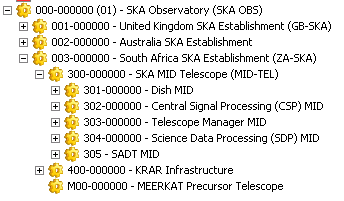 000-000000 (01) - SKA Observatory (SKA OBS)
001-000000 - United Kingdom SKA Establishment (GB-SKA)
002-000000 - Australia SKA Establishment
003-000000 - South Africa SKA Establishment (ZA-SKA)
300-000000 - SKA MID Telescope (MID-TEL)
301-000000 - Dish MID
302-000000 - Central Signal Processing (CSP) MID
303-000000 - Telescope Manager MID
304-000000 - Science Data Processing (SDP) MID
305 - SADT MID
400-000000 - KRAR Infrastructure
M00-000000 - MEERKAT Precursor Telescope